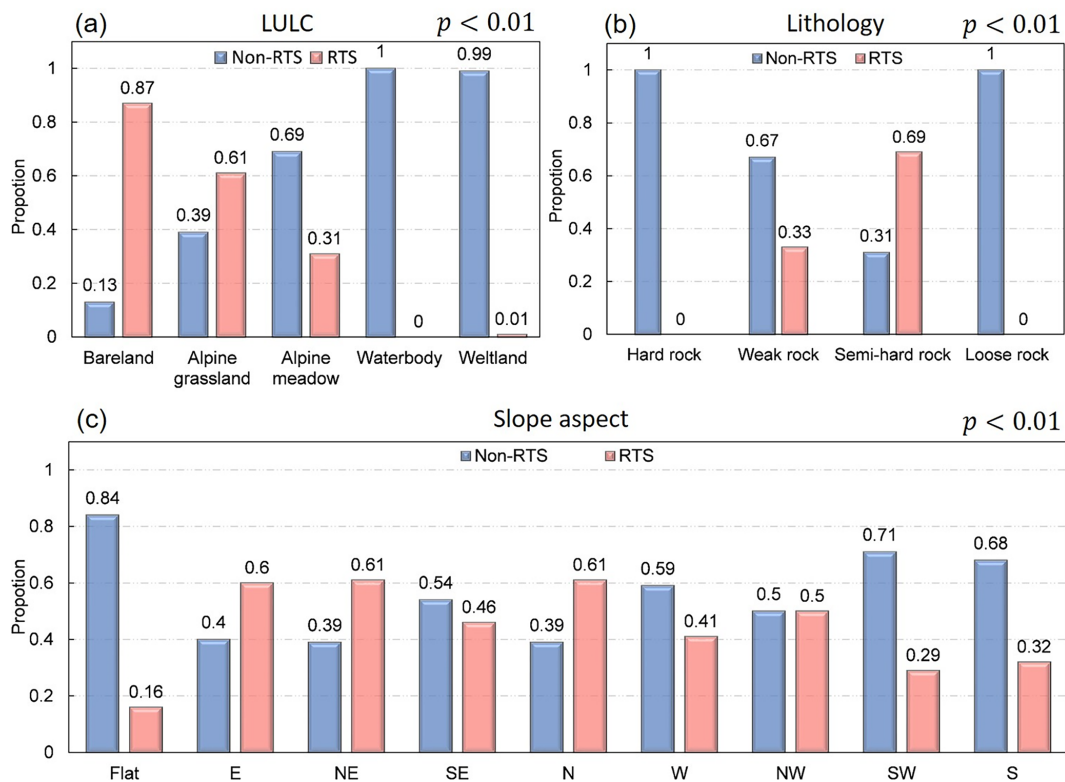 (a) LULC p < 0.01
Non-RTS RTS
Propotion
1
0.8
0.6
0.4
0.2
0
0.13 0.87 0.39 0.61 0.69 0.31 1 0 0.99 0.01
Bareland Alpine grassland Alpine meadow Waterbody Weltland
(b) Lithology p < 0.01
Non-RTS RTS
Propotion
1
0.8
0.6
0.4
0.2
0
1 0 0.67 0.33 0.31 0.69 1 0
Hard rock Weak rock Semi-hard rock Loose rock
(c) Slope aspect p < 0.01
Non-RTS RTS
Propotion
1
0.8
0.6
0.4
0.2
0
0.84 0.16 0.4 0.6 0.39 0.61 0.54 0.46 0.39 0.61 0.59 0.41 0.5 0.5 0.71 0.29 0.68 0.32
Flat E NE SE N W NW SW S